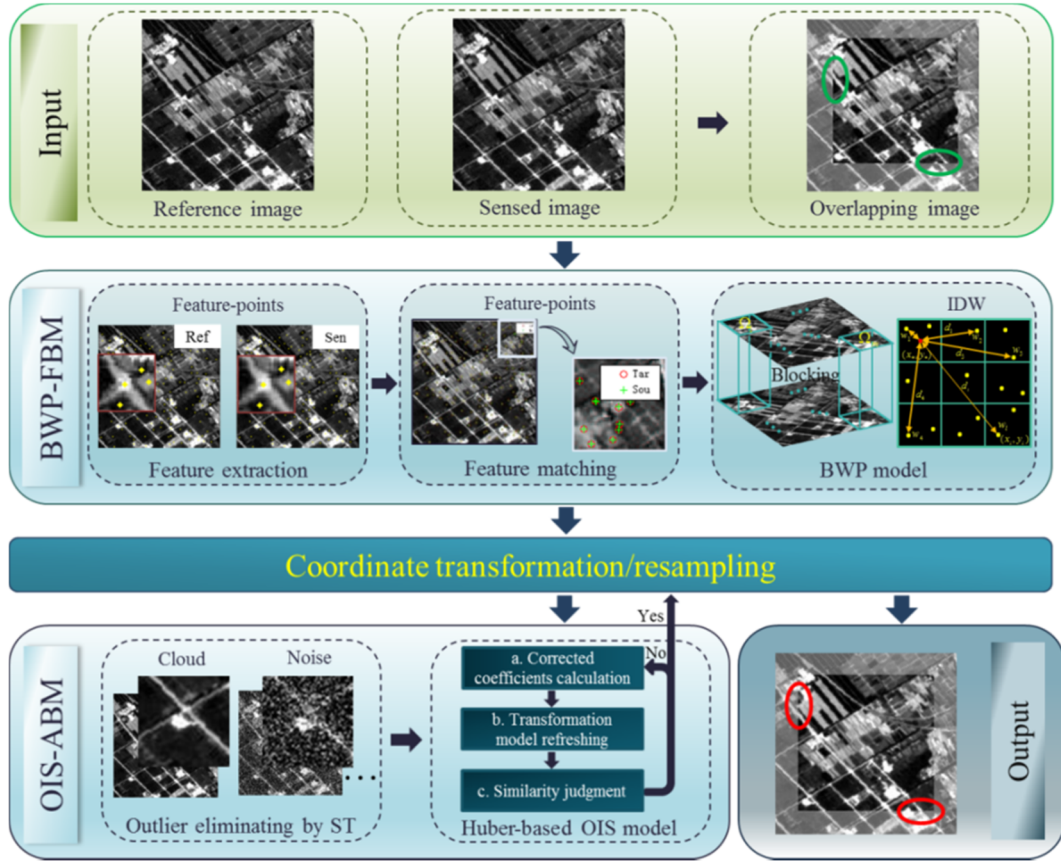 Input
Reference image
Sensed image
Overlapping image
BWP-FBM
Feature-points
Ref
Sen
Feature extraction
Feature-points
Tar
Sou
Feature matching
Blocking
IDW
BWP model
Coordinate transformation/resampling
OIS-ABM
Cloud
Noise
Outlier eliminating by ST
Yes
No
a. Corrected
coefficients calculation
b. Transformation
model refreshing
c. Similarity judgment
Huber-based OIS model
Output